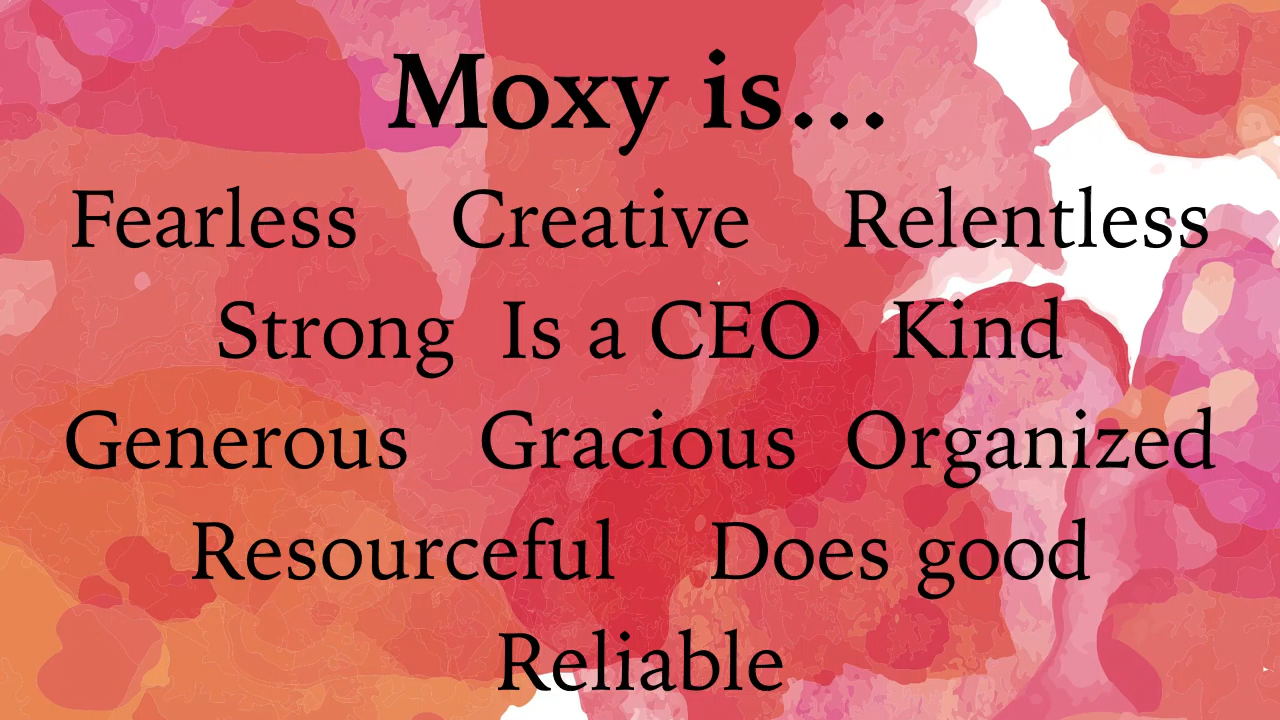 Moxy is...
Fearless Creative Relentless
Strong Is a CEO Kind
Generous Gracious Organized
Resourceful Does good
Reliable